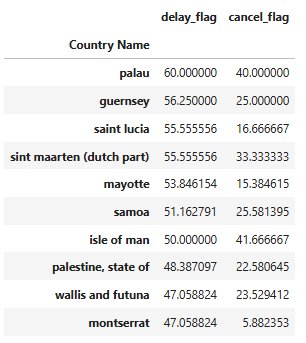 delay_flag cancel_flag
Country Name
palau 60.000000 40.000000
guernsey 56.250000 25.000000
saint lucia 55.555556 16.666667
sint maarten (dutch part) 55.555556 33.333333
mayotte 53.846154 15.384615
samoa 51.162791 25.581395
isle of man 50.000000 41.666667
palestine, state of 48.387097 22.580645
wallis and futuna 47.058824 23.529412
montserrat 47.058824 5.882353